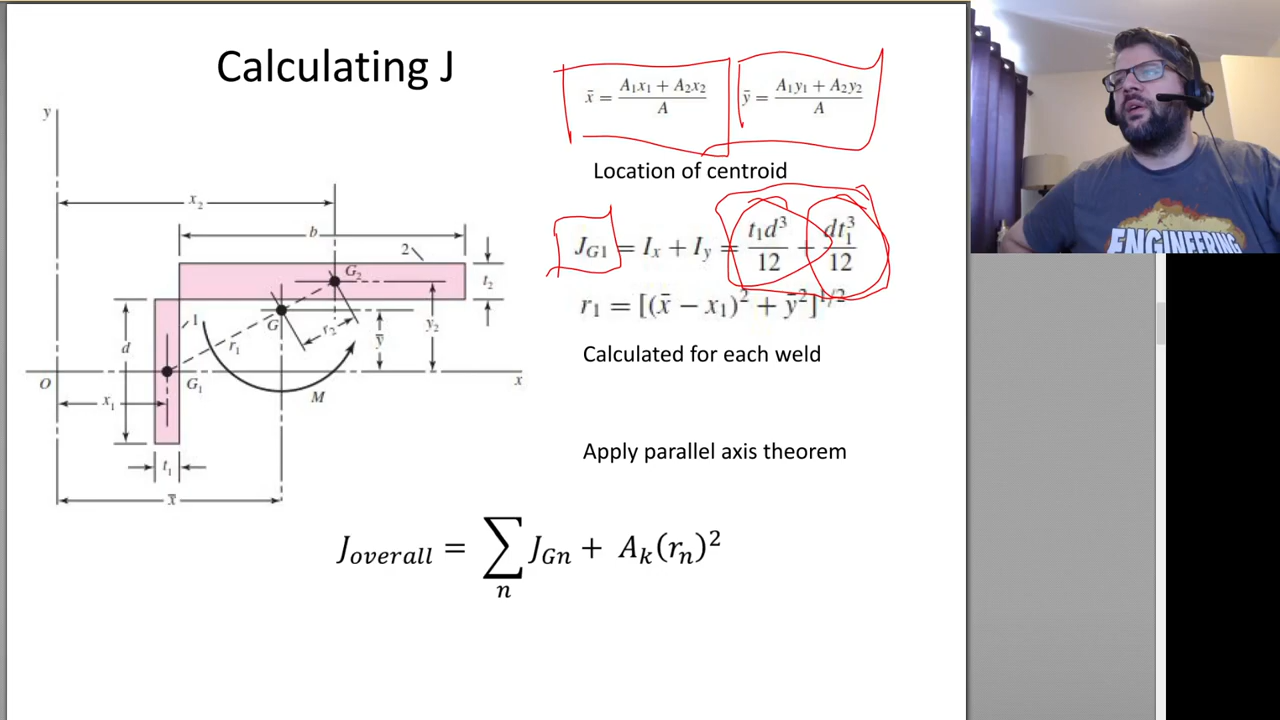 Calculating J
x̄ = (A₁x₁ + A₂x₂) / A
ȳ = (A₁y₁ + A₂y₂) / A
Location of centroid
J_G1 = I_x + I_y = t₁d³/12 + dt₁³/12
r₁ = [(x̄ − x₁)² + ȳ²]^1/2
Calculated for each weld
Apply parallel axis theorem
J_overall = ∑_n J_Gn + A_k(r_n)²
y
x₂
b
2
G₂
t₂
1
G
r₂
d
r₁
ȳ
y₂
O
G₁
x
x₁
M
t₁
x̄
ENGINEERING